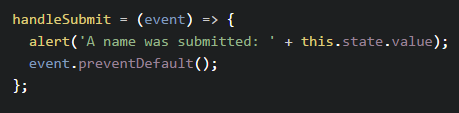 handleSubmit = (event) => {
  alert('A name was submitted: ' + this.state.value);
  event.preventDefault();
};